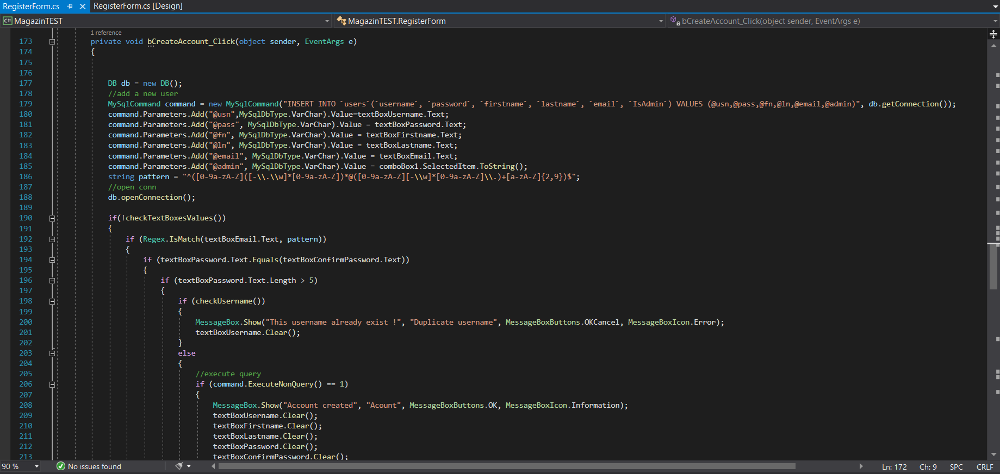 RegisterForm.cs RegisterForm.cs [Design]
C# MagazinTEST MagazinTEST.RegisterForm bCreateAccount_Click(object sender, EventArgs e)
1 reference
173 private void bCreateAccount_Click(object sender, EventArgs e)
174 {
175
176
177 DB db = new DB();
178 //add a new user
179 MySqlCommand command = new MySqlCommand("INSERT INTO `users`(`username`, `password`, `firstname`, `lastname`, `email`, `IsAdmin`) VALUES (@usn,@pass,@fn,@ln,@email,@admin)", db.getConnection());
180 command.Parameters.Add("@usn",MySqlDbType.VarChar).Value=textBoxUsername.Text;
181 command.Parameters.Add("@pass", MySqlDbType.VarChar).Value = textBoxPassword.Text;
182 command.Parameters.Add("@fn", MySqlDbType.VarChar).Value = textBoxFirstname.Text;
183 command.Parameters.Add("@ln", MySqlDbType.VarChar).Value = textBoxLastname.Text;
184 command.Parameters.Add("@email", MySqlDbType.VarChar).Value = textBoxEmail.Text;
185 command.Parameters.Add("@admin", MySqlDbType.VarChar).Value = comboBox1.SelectedItem.ToString();
186 string pattern = "^([0-9a-zA-Z]([-\\.\\w]*[0-9a-zA-Z])*@([0-9a-zA-Z][-\\w]*[0-9a-zA-Z]\\.)+[a-zA-Z]{2,9})$";
187 //open conn
188 db.openConnection();
189
190 if(!checkTextBoxesValues())
191 {
192 if (Regex.IsMatch(textBoxEmail.Text, pattern))
193 {
194 if (textBoxPassword.Text.Equals(textBoxConfirmPassword.Text))
195 {
196 if (textBoxPassword.Text.Length > 5)
197 {
198 if (checkUsername())
199 {
200 MessageBox.Show("This username already exist !", "Duplicate username", MessageBoxButtons.OKCancel, MessageBoxIcon.Error);
201 textBoxUsername.Clear();
202 }
203 else
204 {
205 //execute query
206 if (command.ExecuteNonQuery() == 1)
207 {
208 MessageBox.Show("Account created", "Acount", MessageBoxButtons.OK, MessageBoxIcon.Information);
209 textBoxUsername.Clear();
210 textBoxFirstname.Clear();
211 textBoxLastname.Clear();
212 textBoxPassword.Clear();
213 textBoxConfirmPassword.Clear();
90 % No issues found Ln: 172 Ch: 9 SPC CRLF